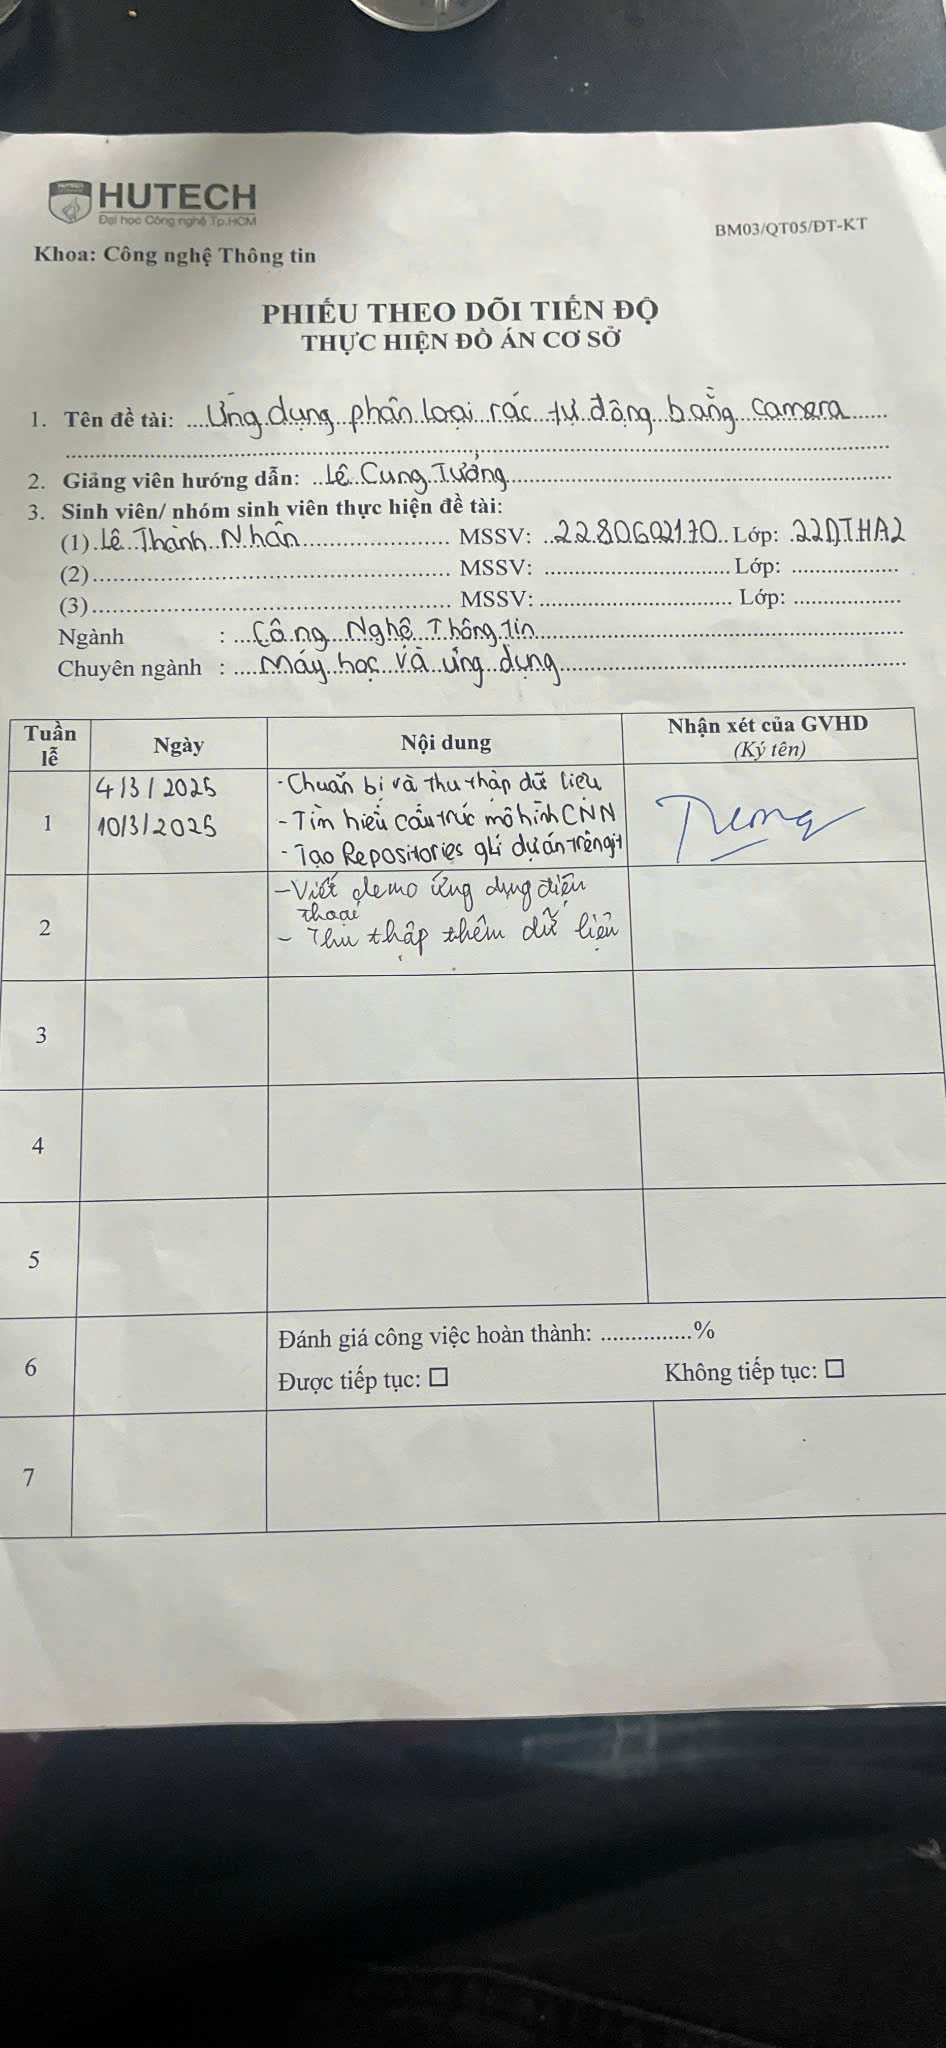 HUTECH
Đại học Công nghệ Tp.HCM
BM03/QT05/ĐT-KT
Khoa: Công nghệ Thông tin
PHIẾU THEO DÕI TIẾN ĐỘ
THỰC HIỆN ĐỒ ÁN CƠ SỞ
1. Tên đề tài: Ứng dụng phân loại rác tự động bằng camera
2. Giảng viên hướng dẫn: Lê Cung Tưởng
3. Sinh viên/ nhóm sinh viên thực hiện đề tài:
(1) Lê Thành Nhân MSSV: 2280602170 Lớp: 22DTHA2
(2) MSSV: Lớp:
(3) MSSV: Lớp:
Ngành : Công Nghệ Thông Tin
Chuyên ngành : Máy học và ứng dụng
Tuần lễ Ngày Nội dung Nhận xét của GVHD
(Ký tên)
1 4/3/2025 - Chuẩn bị và thu thập dữ liệu
10/3/2025 - Tìm hiểu cấu trúc mô hình CNN
- Tạo Repositories ghi dự án trên git
2 - Viết demo ứng dụng điện
thoại
- Thu thập thêm dữ liệu
3
4
5
6 Đánh giá công việc hoàn thành: ...............%
Được tiếp tục: ☐ Không tiếp tục: ☐
7